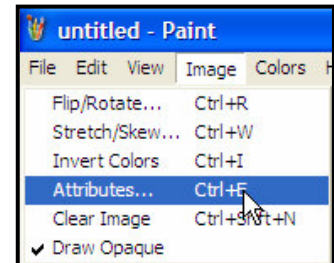 untitled - Paint
File Edit View Image Colors
Flip/Rotate... Ctrl+R
Stretch/Skew... Ctrl+W
Invert Colors Ctrl+I
Attributes... Ctrl+E
Clear Image Ctrl+Shft+N
Draw Opaque